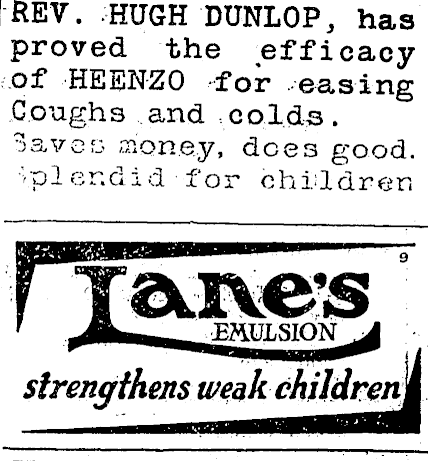 REV. HUGH DUNLOP, has
proved the efficacy
of HEENZO for easing
Coughs and colds.
Saves money, does good.
Splendid for children
9
Lane's
EMULSION
strengthens weak children